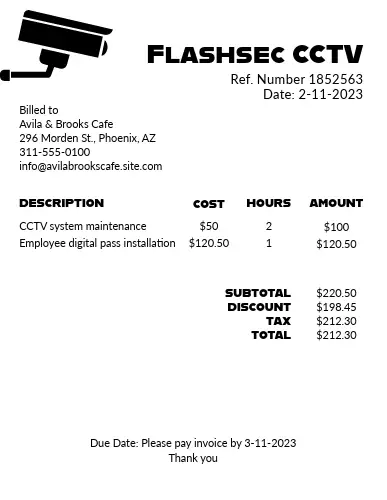 FLASHSEC CCTV
Ref. Number 1852563
Date: 2-11-2023
Billed to
Avila & Brooks Cafe
296 Morden St., Phoenix, AZ
311-555-0100
info@avilabrookscafe.site.com
DESCRIPTION COST HOURS AMOUNT
CCTV system maintenance $50 2 $100
Employee digital pass installation $120.50 1 $120.50
SUBTOTAL $220.50
DISCOUNT $198.45
TAX $212.30
TOTAL $212.30
Due Date: Please pay invoice by 3-11-2023
Thank you